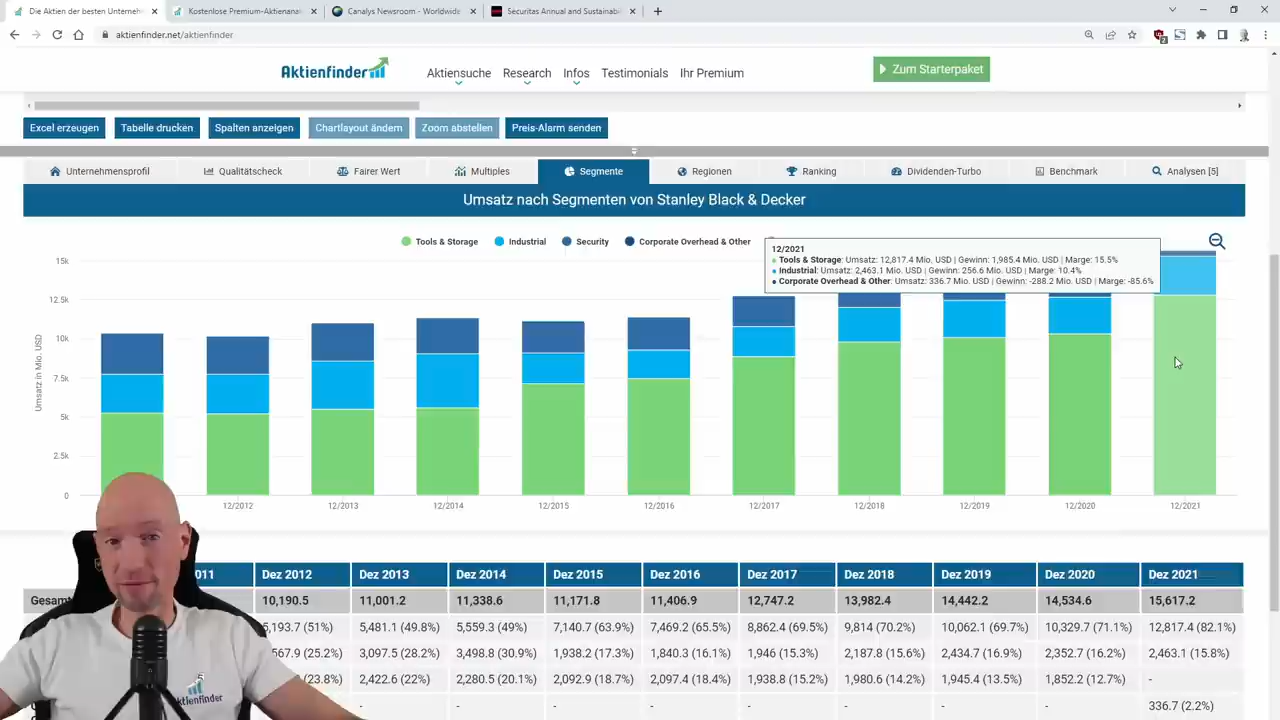 Die Aktien der besten Unterneh
Kostenlose Premium-Aktienana
Canalys Newsroom - Worldwide
Securitas Annual and Sustainabi
aktienfinder.net/aktienfinder
Aktienfinder
Aktiensuche
Research
Infos
Testimonials
Ihr Premium
Zum Starterpaket
Excel erzeugen
Tabelle drucken
Spalten anzeigen
Chartlayout ändern
Zoom abstellen
Preis-Alarm senden
Unternehmensprofil
Qualitätscheck
Fairer Wert
Multiples
Segmente
Regionen
Ranking
Dividenden-Turbo
Benchmark
Analysen [5]
Umsatz nach Segmenten von Stanley Black & Decker
Tools & Storage
Industrial
Security
Corporate Overhead & Other
12/2021
Tools & Storage: Umsatz: 12,817.4 Mio. USD | Gewinn: 1,985.4 Mio. USD | Marge: 15.5%
Industrial: Umsatz: 2,463.1 Mio. USD | Gewinn: 256.6 Mio. USD | Marge: 10.4%
Corporate Overhead & Other: Umsatz: 336.7 Mio. USD | Gewinn: -288.2 Mio. USD | Marge: -85.6%
Umsatz in Mio. USD
15k
12.5k
10k
7.5k
5k
2.5k
0
12/2012
12/2013
12/2014
12/2015
12/2016
12/2017
12/2018
12/2019
12/2020
12/2021
011 Dez 2012 Dez 2013 Dez 2014 Dez 2015 Dez 2016 Dez 2017 Dez 2018 Dez 2019 Dez 2020 Dez 2021
Gesam 10,190.5 11,001.2 11,338.6 11,171.8 11,406.9 12,747.2 13,982.4 14,442.2 14,534.6 15,617.2
5,193.7 (51%) 5,481.1 (49.8%) 5,559.3 (49%) 7,140.7 (63.9%) 7,469.2 (65.5%) 8,862.4 (69.5%) 9,814 (70.2%) 10,062.1 (69.7%) 10,329.7 (71.1%) 12,817.4 (82.1%)
567.9 (25.2%) 3,097.5 (28.2%) 3,498.8 (30.9%) 1,938.2 (17.3%) 1,840.3 (16.1%) 1,946 (15.3%) 2,187.8 (15.6%) 2,434.7 (16.9%) 2,352.7 (16.2%) 2,463.1 (15.8%)
(23.8%) 2,422.6 (22%) 2,280.5 (20.1%) 2,092.9 (18.7%) 2,097.4 (18.4%) 1,938.8 (15.2%) 1,980.6 (14.2%) 1,945.4 (13.5%) 1,852.2 (12.7%) -
- - - - - - - - - 336.7 (2.2%)
aktienfinder